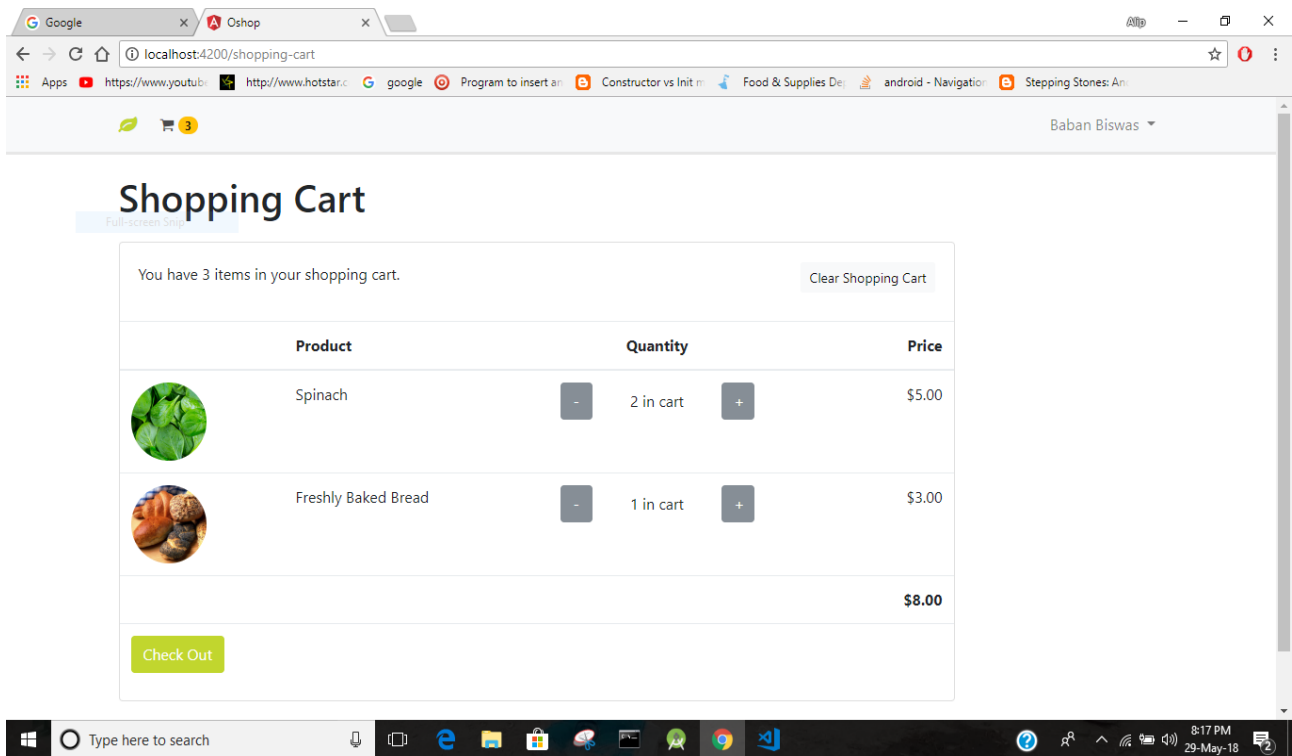 Google
Oshop
Alip
localhost:4200/shopping-cart
Apps
https://www.youtub
http://www.hotstar.c
google
Program to insert an
Constructor vs Init m
Food & Supplies De
android - Navigation
Stepping Stones: An
3
Baban Biswas
Shopping Cart
Full-screen Snip
You have 3 items in your shopping cart.
Clear Shopping Cart
Product Quantity Price
Spinach - 2 in cart + $5.00
Freshly Baked Bread - 1 in cart + $3.00
$8.00
Check Out
Type here to search
8:17 PM
29-May-18
2